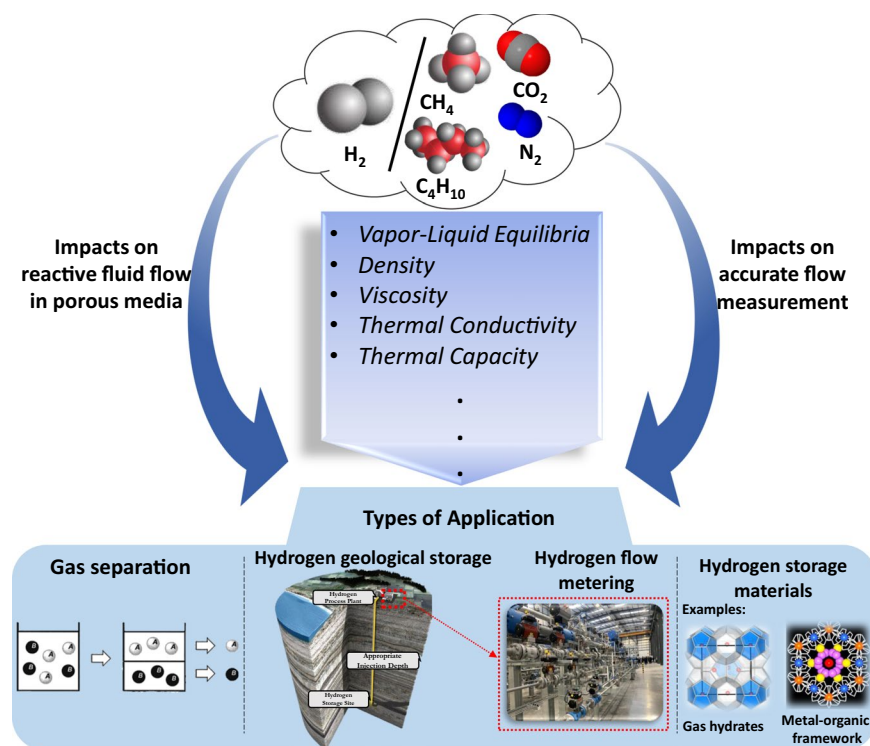 H₂
CH₄
CO₂
C₄H₁₀
N₂
Impacts on
reactive fluid flow
in porous media
• Vapor-Liquid Equilibria
• Density
• Viscosity
• Thermal Conductivity
• Thermal Capacity
.
.
.
Impacts on
accurate flow
measurement
Types of Application
Gas separation
B
A
A
B
B
A
A
A
B
B
B
A
B
Hydrogen geological storage
Hydrogen
Process Plant
Appropriate
Injection Depth
Hydrogen
Storage Site
Hydrogen flow
metering
Hydrogen storage
materials
Examples:
Gas hydrates
Metal-organic
framework